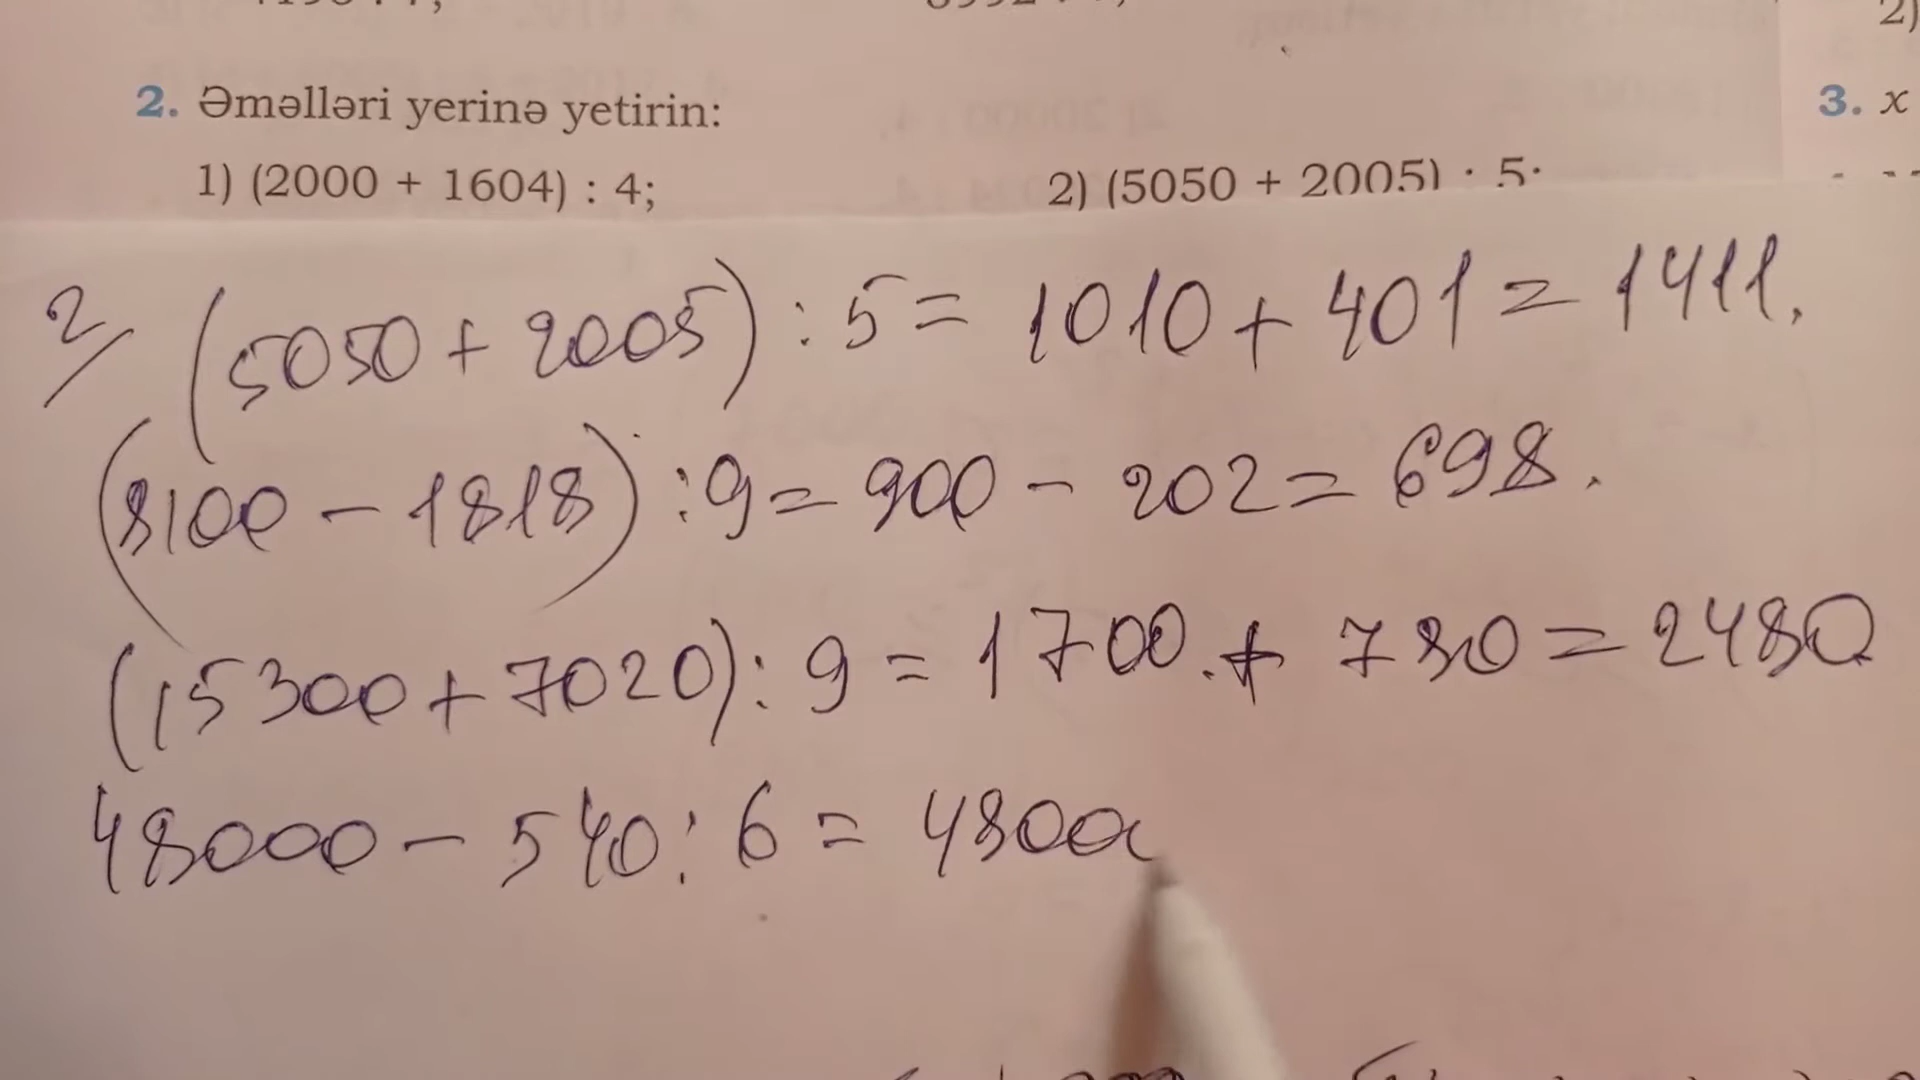 2)
2. Əməlləri yerinə yetirin:
3. x
1) (2000 + 1604) : 4;
2) (5050 + 2005) : 5;
2/ (5050 + 2005) : 5 = 1010 + 401 = 1411.
(8100 - 1818) : 9 = 900 - 202 = 698.
(15300 + 7020) : 9 = 1700 + 780 = 2480
48000 - 540 : 6 = 4800